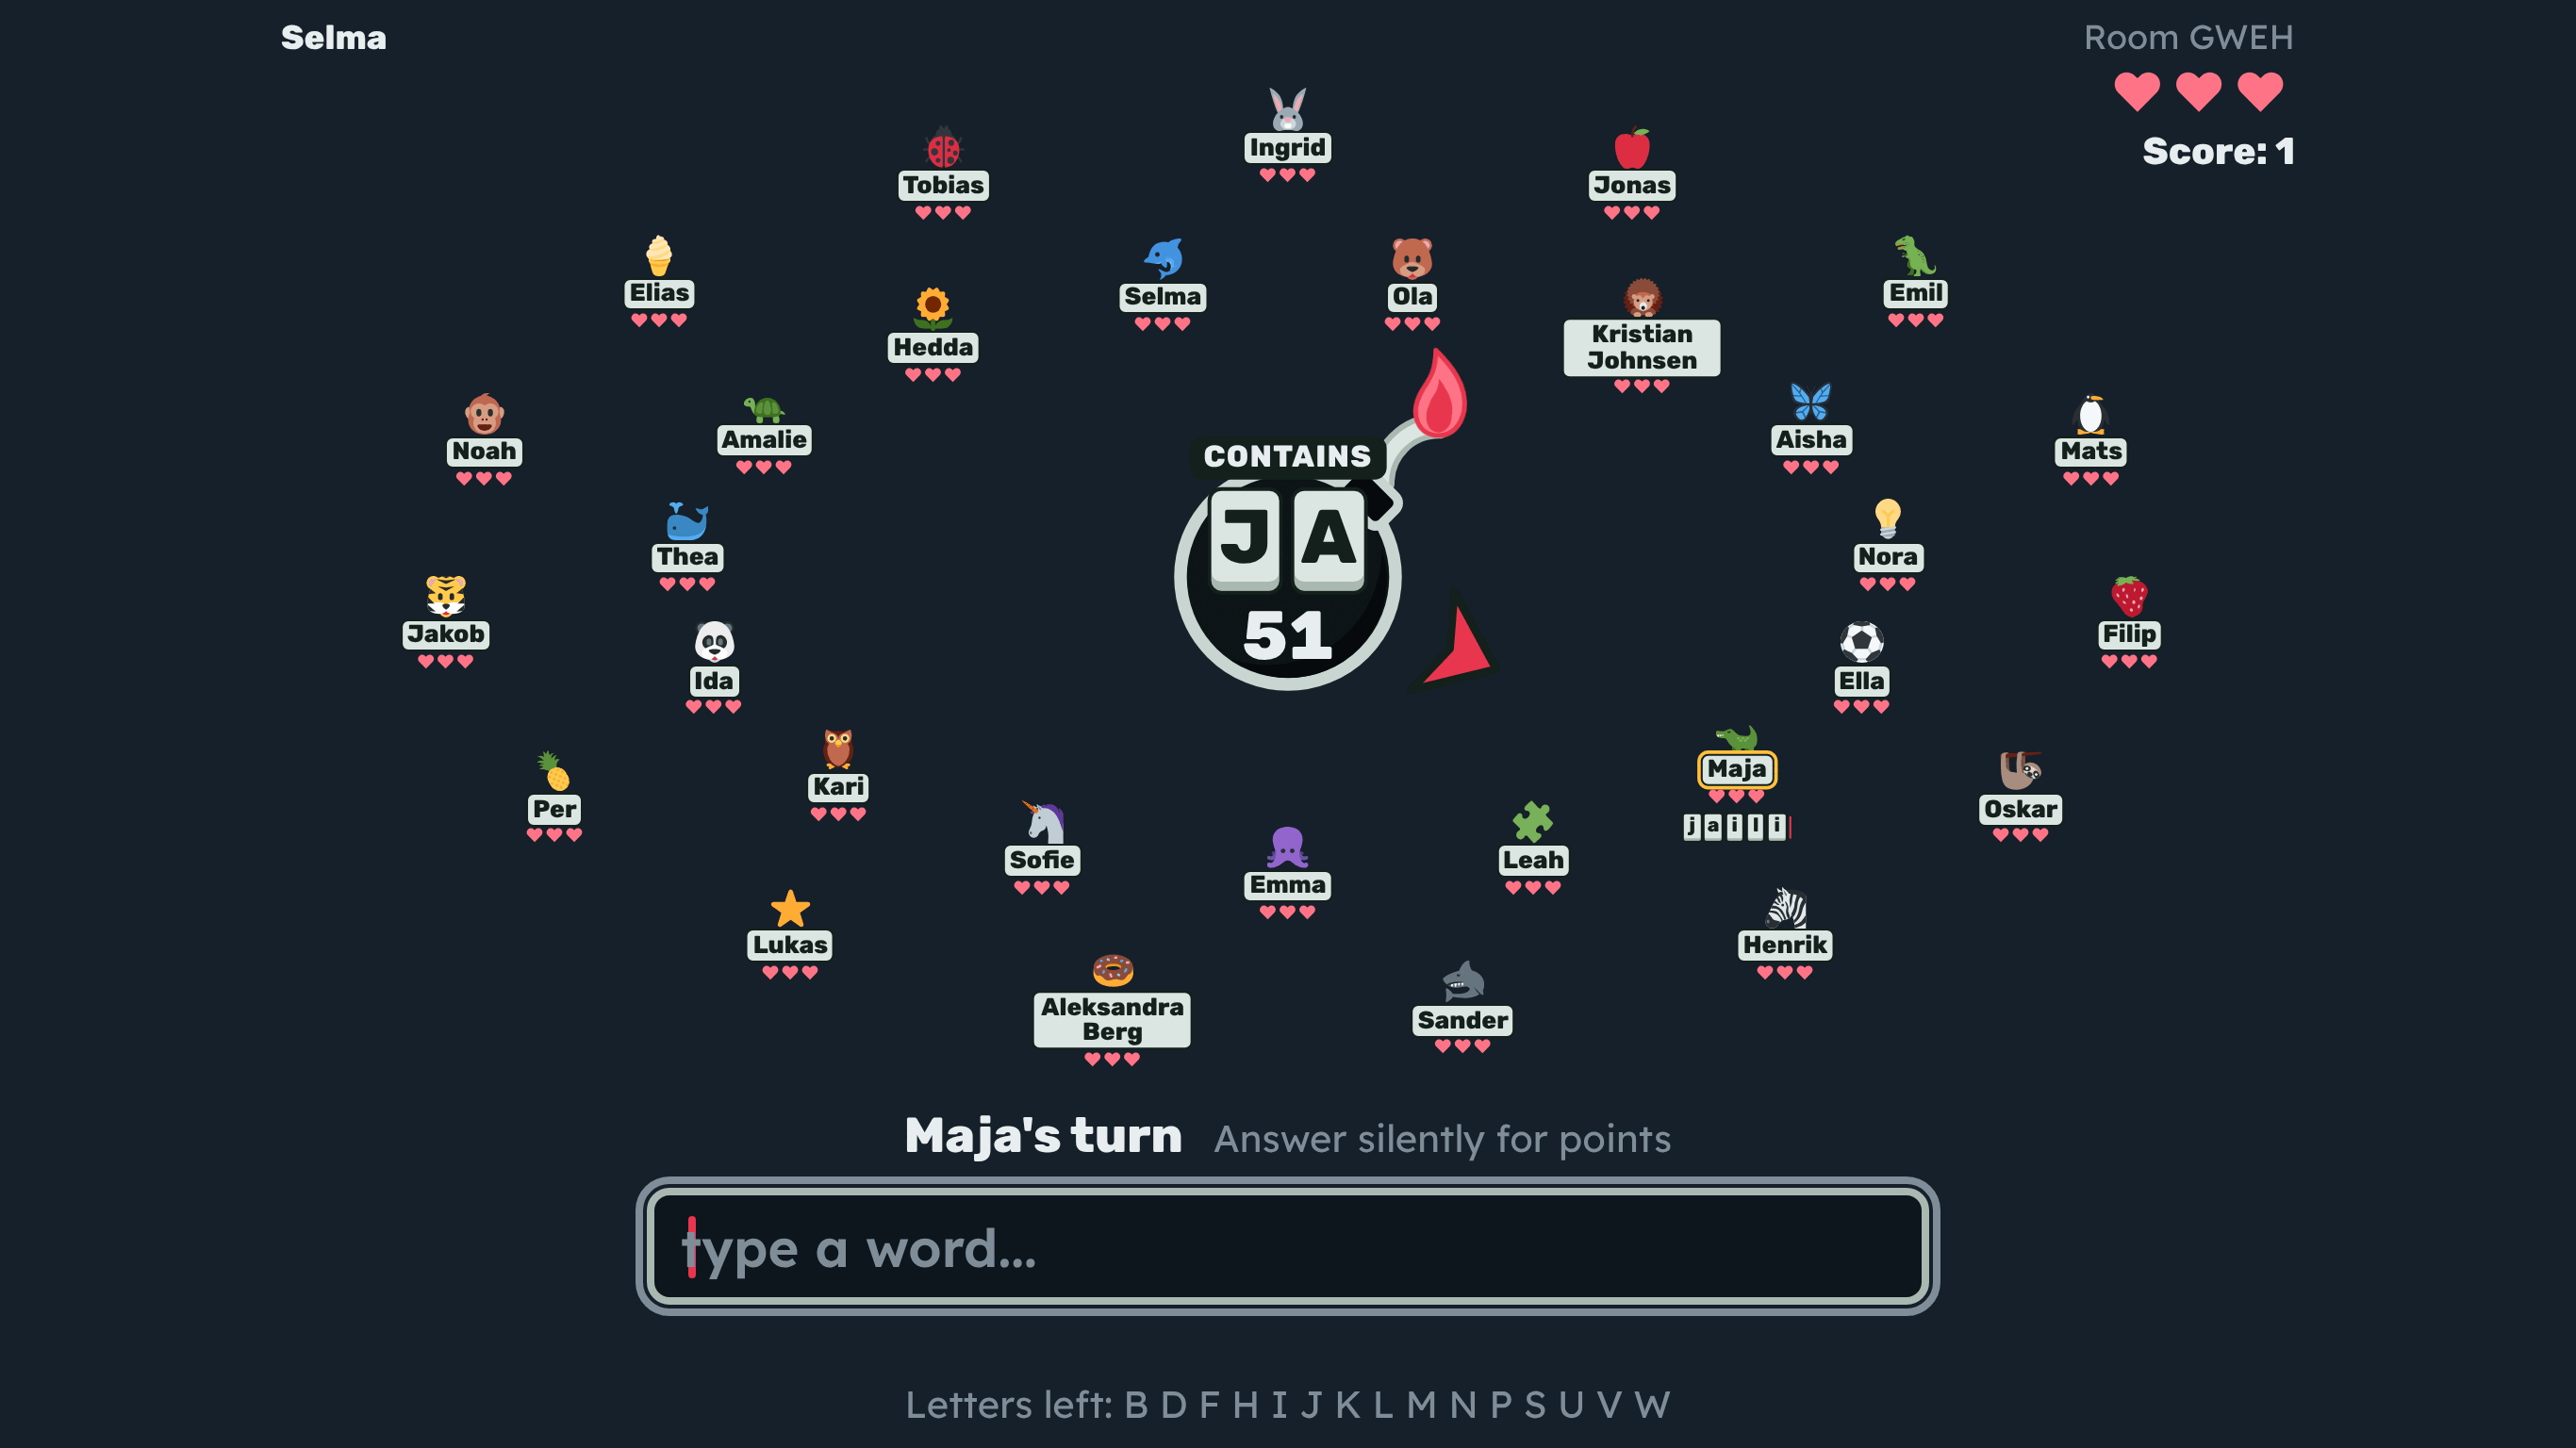 Selma
Room GWEH
Score: 1
Ingrid
Tobias
Jonas
Elias
Selma
Ola
Emil
Hedda
Kristian
Johnsen
Noah
Amalie
Aisha
Mats
CONTAINS
JA
51
Thea
Nora
Jakob
Filip
Ida
Ella
Maja
jaili
Per
Kari
Oskar
Sofie
Emma
Leah
Lukas
Henrik
Aleksandra
Berg
Sander
Maja's turn Answer silently for points
type a word...
Letters left: B D F H I J K L M N P S U V W